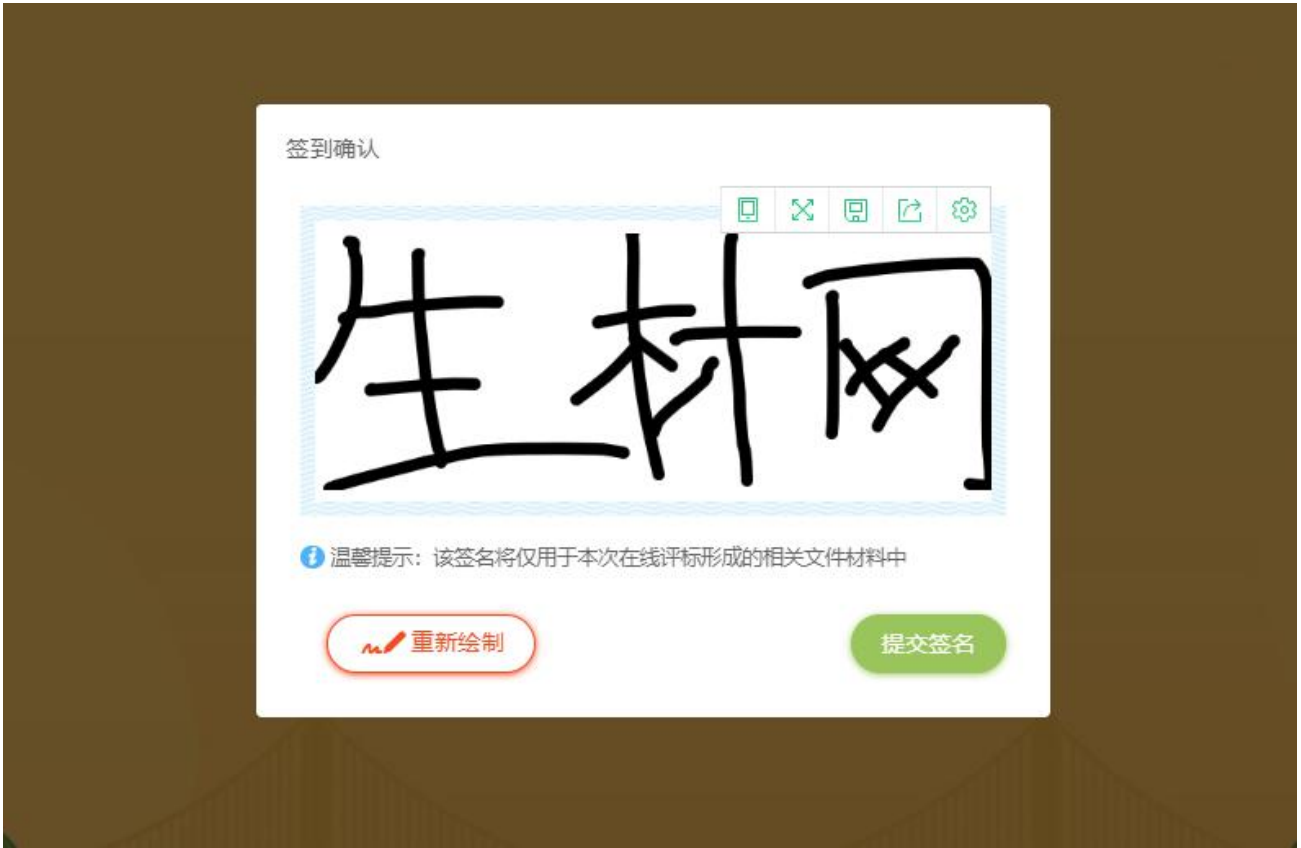 签到确认
生材网
温馨提示：该签名将仅用于本次在线评标形成的相关文件材料中
重新绘制
提交签名